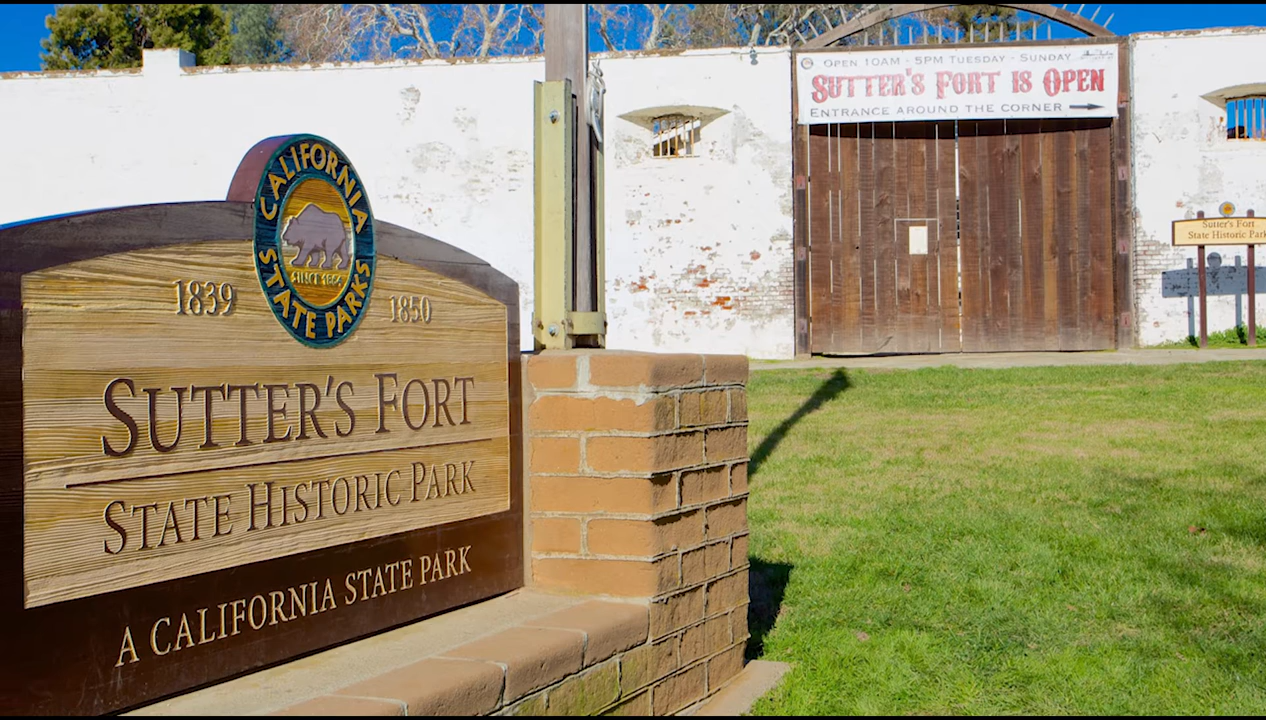 OPEN 10AM - 5PM TUESDAY - SUNDAY
SUTTER'S FORT IS OPEN
ENTRANCE AROUND THE CORNER
Sutter's Fort
State Historic Park
CALIFORNIA
SINCE 1864
STATE PARKS
1839 1850
SUTTER'S FORT
STATE HISTORIC PARK
A CALIFORNIA STATE PARK